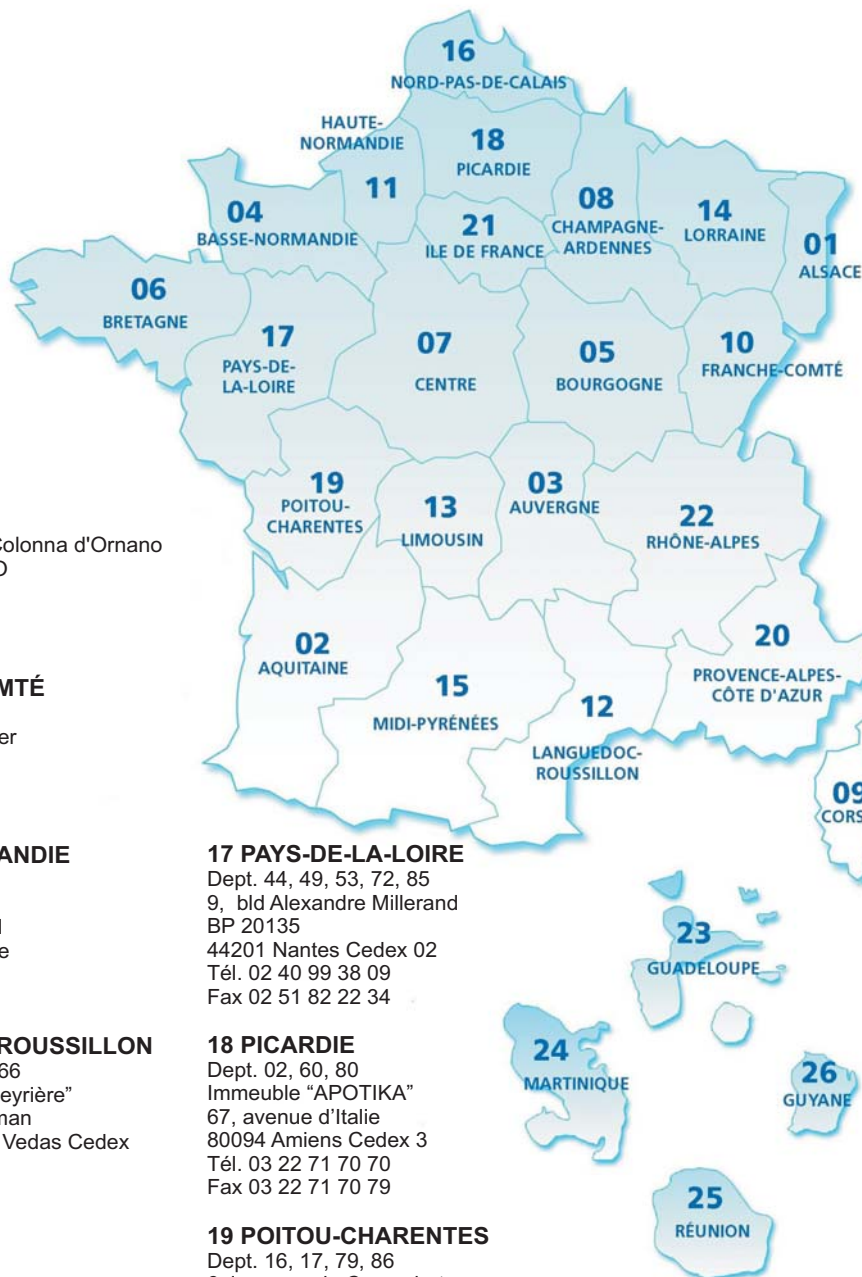 16
NORD-PAS-DE-CALAIS
HAUTE-
NORMANDIE
11
18
PICARDIE
04
BASSE-NORMANDIE
21
ILE DE FRANCE
08
CHAMPAGNE-
ARDENNES
14
LORRAINE
01
ALSACE
06
BRETAGNE
17
PAYS-DE-
LA-LOIRE
07
CENTRE
05
BOURGOGNE
10
FRANCHE-COMTÉ
19
POITOU-
CHARENTES
13
LIMOUSIN
03
AUVERGNE
22
RHÔNE-ALPES
02
AQUITAINE
15
MIDI-PYRÉNÉES
12
LANGUEDOC-
ROUSSILLON
20
PROVENCE-ALPES-
CÔTE D'AZUR
09
CORS
23
GUADELOUPE
24
MARTINIQUE
26
GUYANE
25
RÉUNION
Colonna d'Ornano
MTÉ
er
ANDIE
e
ROUSSILLON
66
eyrière”
man
Vedas Cedex
17 PAYS-DE-LA-LOIRE
Dept. 44, 49, 53, 72, 85
9, bld Alexandre Millerand
BP 20135
44201 Nantes Cedex 02
Tél. 02 40 99 38 09
Fax 02 51 82 22 34
18 PICARDIE
Dept. 02, 60, 80
Immeuble “APOTIKA”
67, avenue d’Italie
80094 Amiens Cedex 3
Tél. 03 22 71 70 70
Fax 03 22 71 70 79
19 POITOU-CHARENTES
Dept. 16, 17, 79, 86